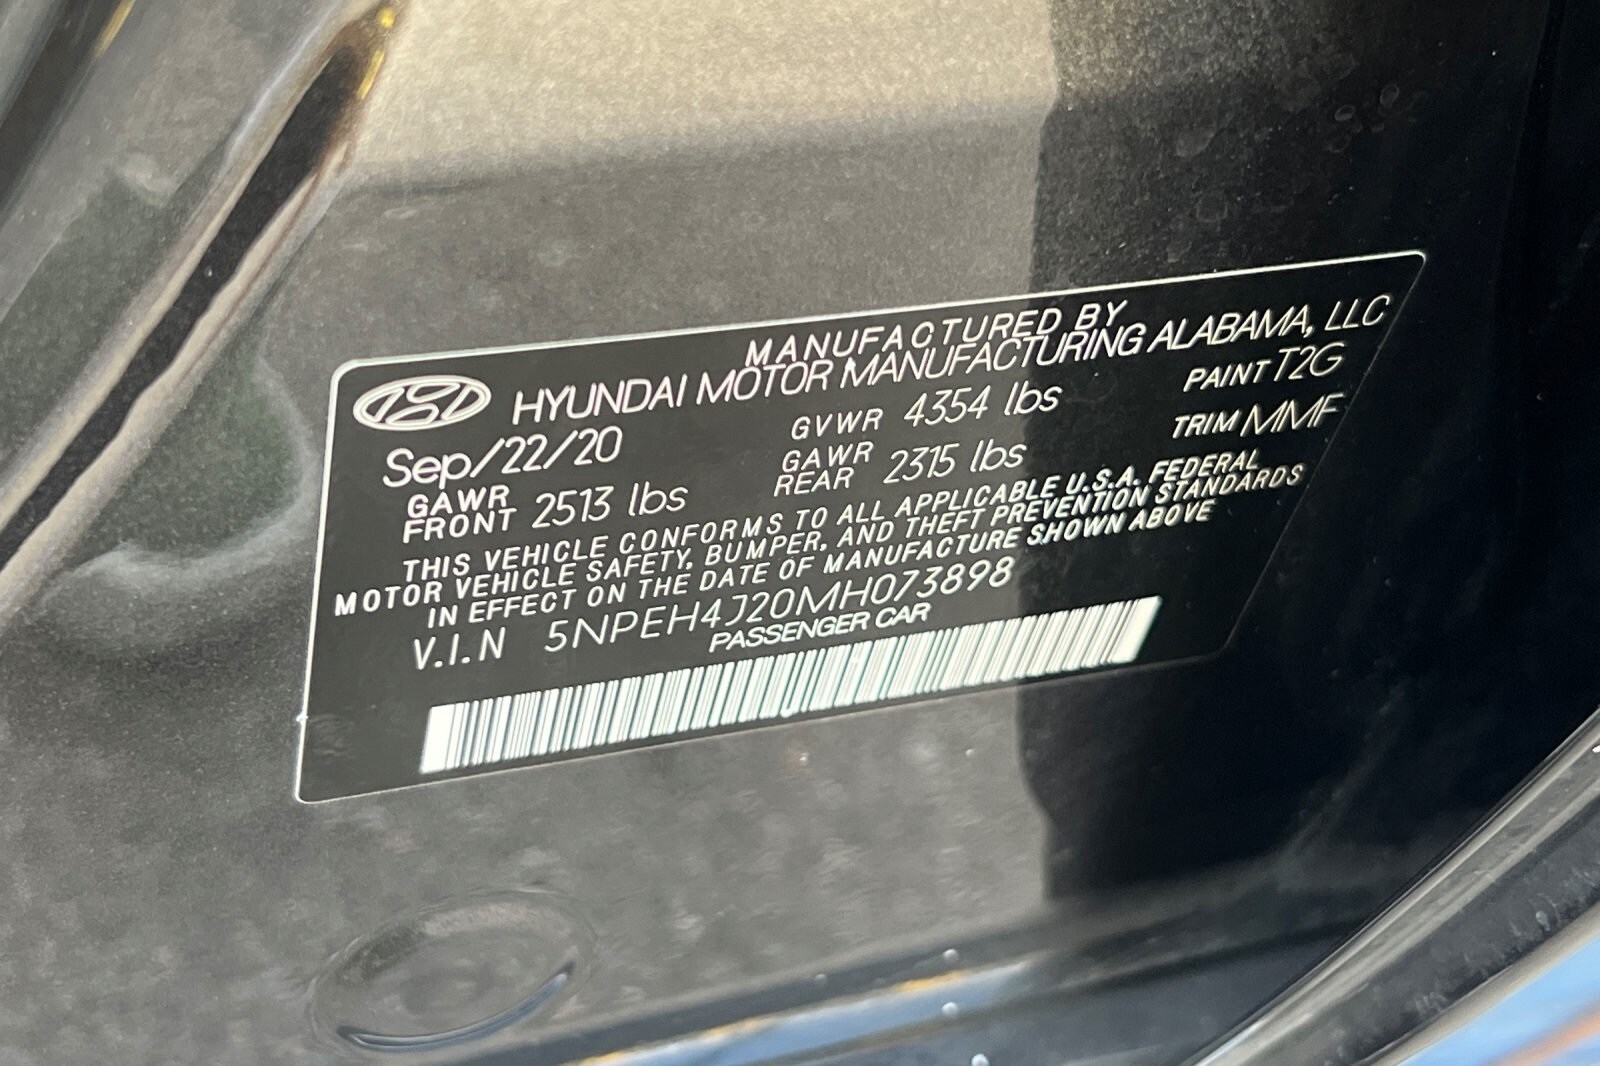 MANUFACTURED BY
HYUNDAI MOTOR MANUFACTURING ALABAMA, LLC
Sep/22/20 GVWR 4354 lbs PAINT T2G
GAWR FRONT 2513 lbs GAWR REAR 2315 lbs TRIM MMF
THIS VEHICLE CONFORMS TO ALL APPLICABLE U.S.A. FEDERAL
MOTOR VEHICLE SAFETY, BUMPER, AND THEFT PREVENTION STANDARDS
IN EFFECT ON THE DATE OF MANUFACTURE SHOWN ABOVE
V.I.N 5NPEH4J20MH073898
PASSENGER CAR